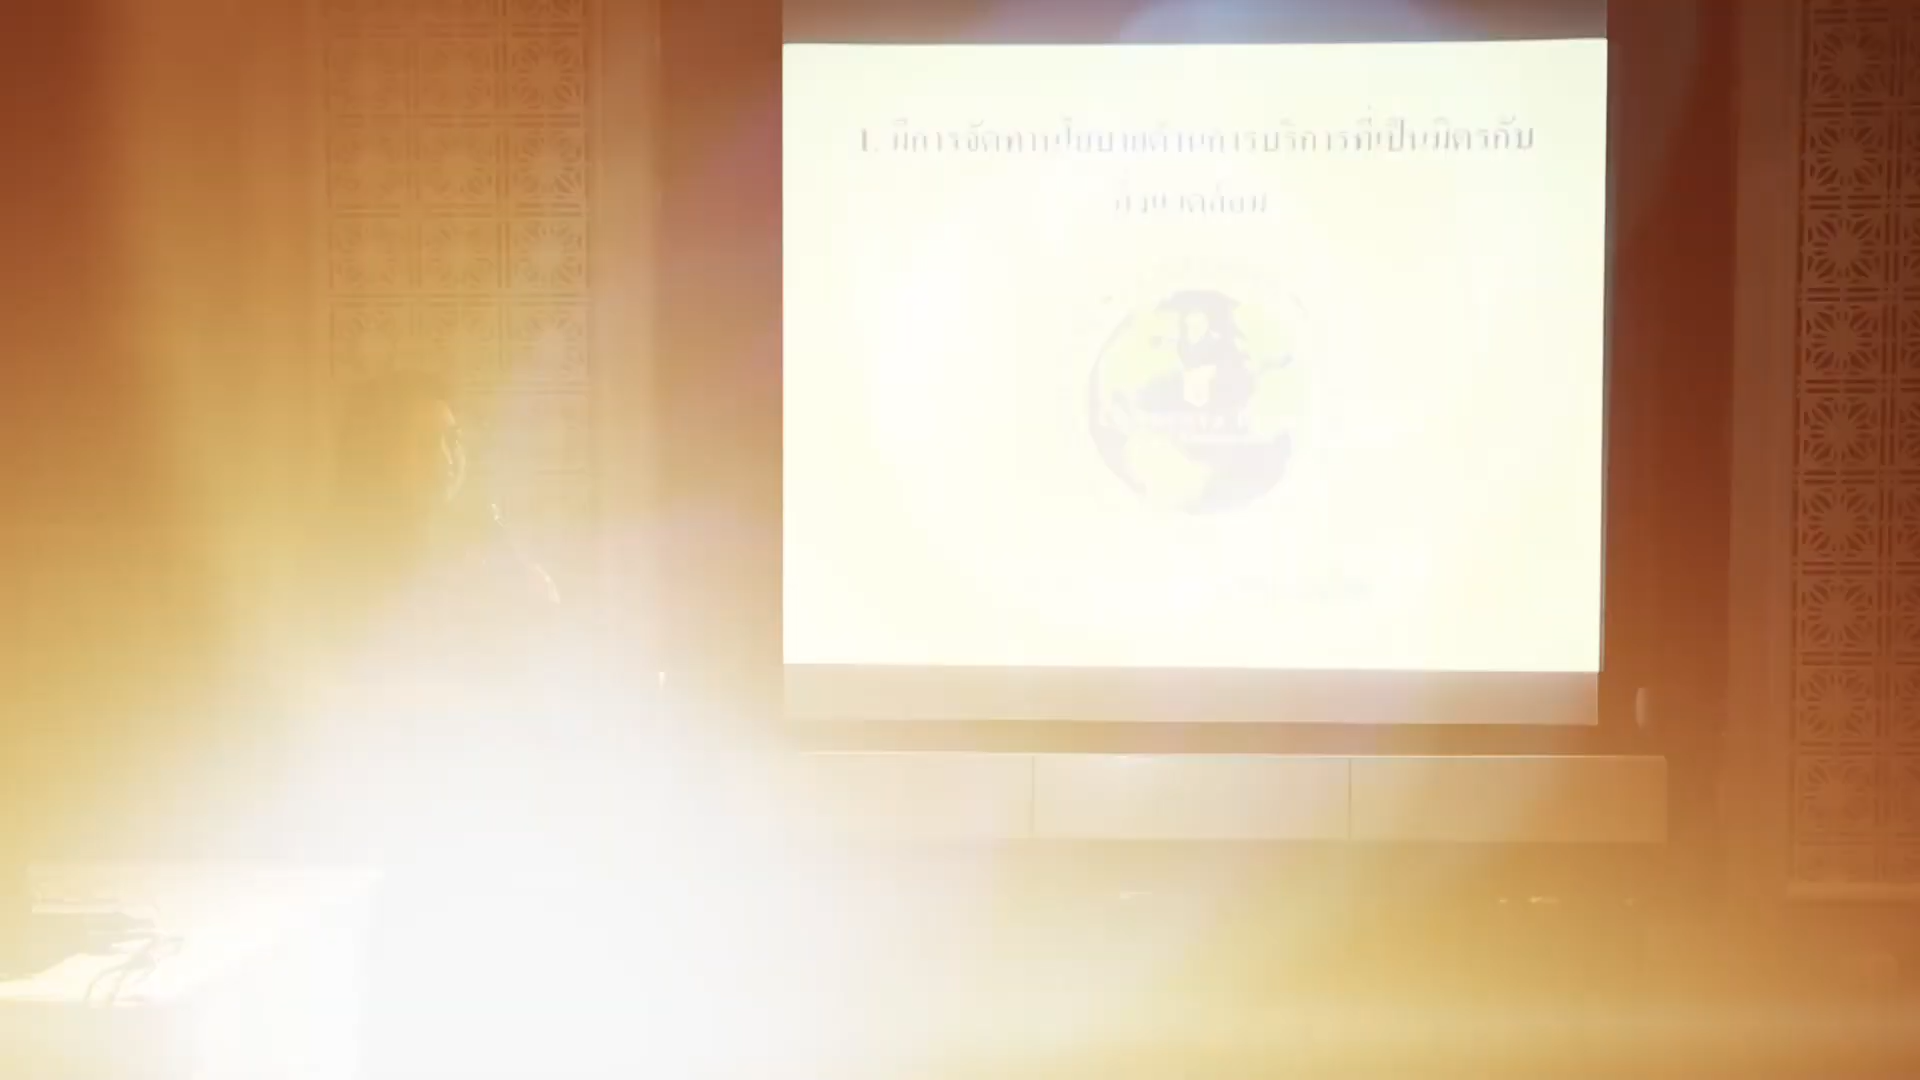 1. มีการจัดทำนโยบายด้านการบริการที่เป็นมิตรกับ
สิ่งแวดล้อม